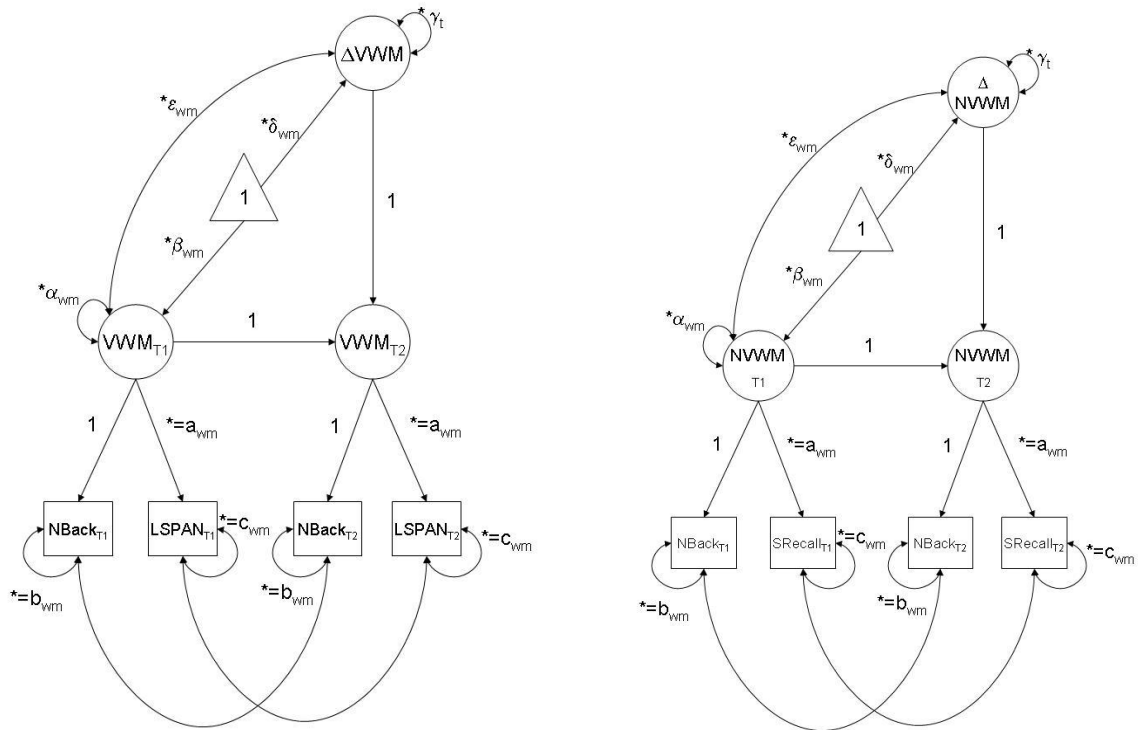 *γt
ΔVWM
*εwm
*δwm
1
1
*βwm
*αwm
1
VWMT1
VWMT2
1
*=awm
1
*=awm
NBackT1
LSPANT1
*=cwm
NBackT2
LSPANT2
*=cwm
*=bwm
*=bwm
*γt
Δ
NVWM
*εwm
*δwm
1
1
*βwm
*αwm
1
NVWM
T1
NVWM
T2
1
*=awm
1
*=awm
NBackT1
SRecallT1
*=cwm
NBackT2
SRecallT2
*=cwm
*=bwm
*=bwm